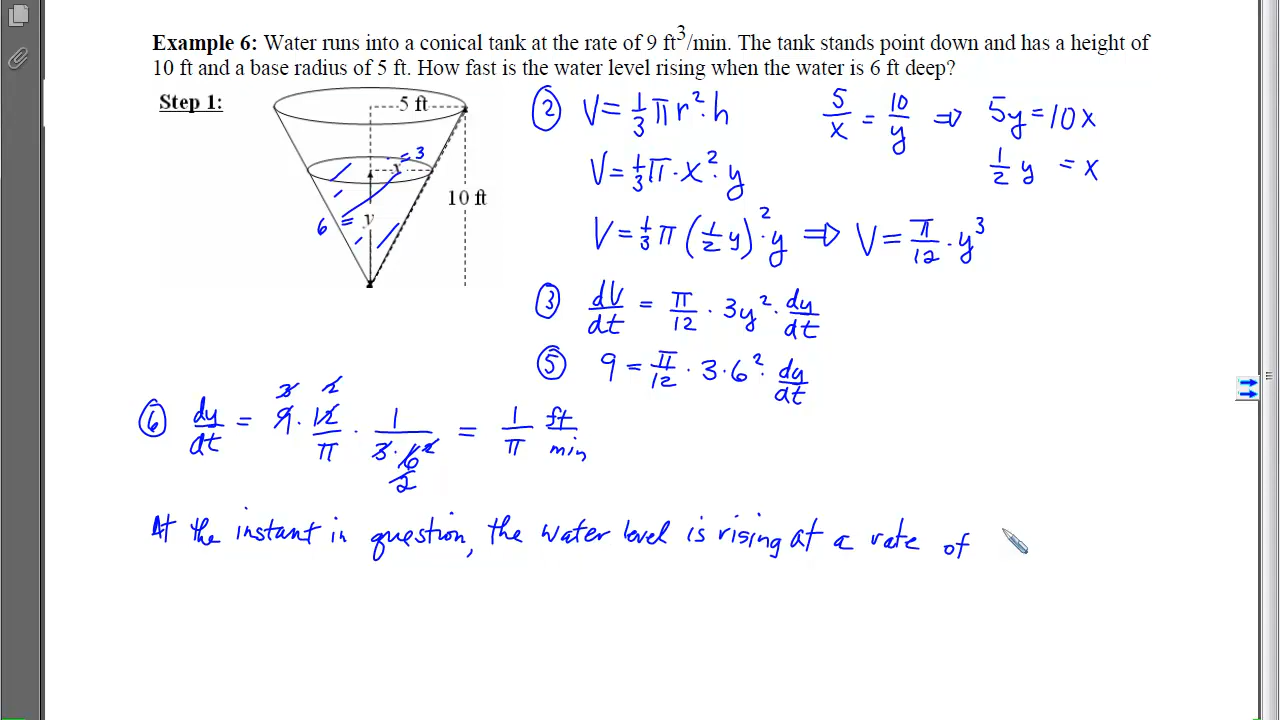 Example 6: Water runs into a conical tank at the rate of 9 ft³/min. The tank stands point down and has a height of
10 ft and a base radius of 5 ft. How fast is the water level rising when the water is 6 ft deep?
Step 1:
5 ft
x = 3
10 ft
6 = y
② V = 1/3 π r² · h
V = 1/3 π · x² · y
V = 1/3 π (1/2 y)² · y ⇒ V = π/12 · y³
5/x = 10/y ⇒ 5y = 10x
1/2 y = x
③ dV/dt = π/12 · 3y² · dy/dt
⑤ 9 = π/12 · 3 · 6² · dy/dt
⑥ dy/dt = 9 · 12/π · 1/(3 · 6²) = 1/π ft/min
3 2
2
At the instant in question, the water level is rising at a rate of